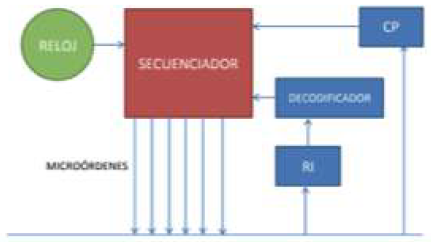 RELOJ
SECUENCIADOR
CP
DECODIFICADOR
MICROÓRDENES
RI